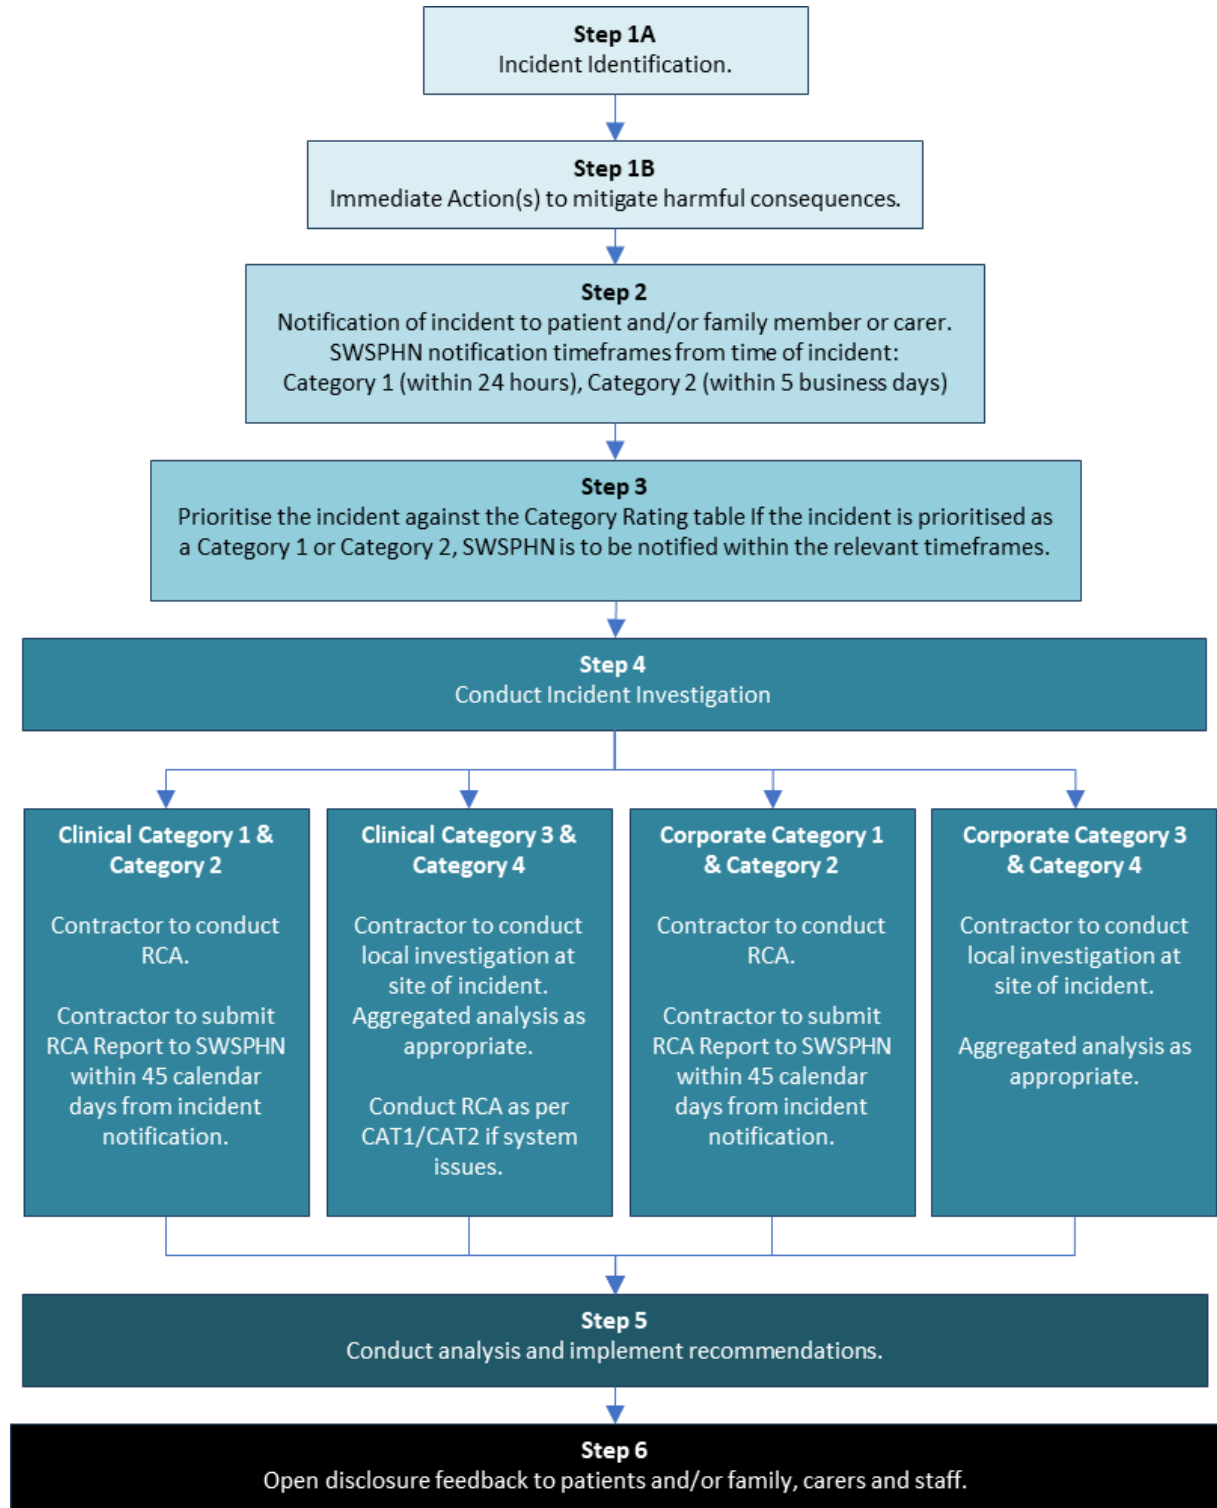 Step 1A
Incident Identification.
Step 1B
Immediate Action(s) to mitigate harmful consequences.
Step 2
Notification of incident to patient and/or family member or carer.
SWSPHN notification timeframes from time of incident:
Category 1 (within 24 hours), Category 2 (within 5 business days)
Step 3
Prioritise the incident against the Category Rating table If the incident is prioritised as
a Category 1 or Category 2, SWSPHN is to be notified within the relevant timeframes.
Step 4
Conduct Incident Investigation
Clinical Category 1 &
Category 2
Contractor to conduct
RCA.
Contractor to submit
RCA Report to SWSPHN
within 45 calendar
days from incident
notification.
Clinical Category 3 &
Category 4
Contractor to conduct
local investigation at
site of incident.
Aggregated analysis as
appropriate.
Conduct RCA as per
CAT1/CAT2 if system
issues.
Corporate Category 1
& Category 2
Contractor to conduct
RCA.
Contractor to submit
RCA Report to SWSPHN
within 45 calendar
days from incident
notification.
Corporate Category 3
& Category 4
Contractor to conduct
local investigation at
site of incident.
Aggregated analysis as
appropriate.
Step 5
Conduct analysis and implement recommendations.
Step 6
Open disclosure feedback to patients and/or family, carers and staff.